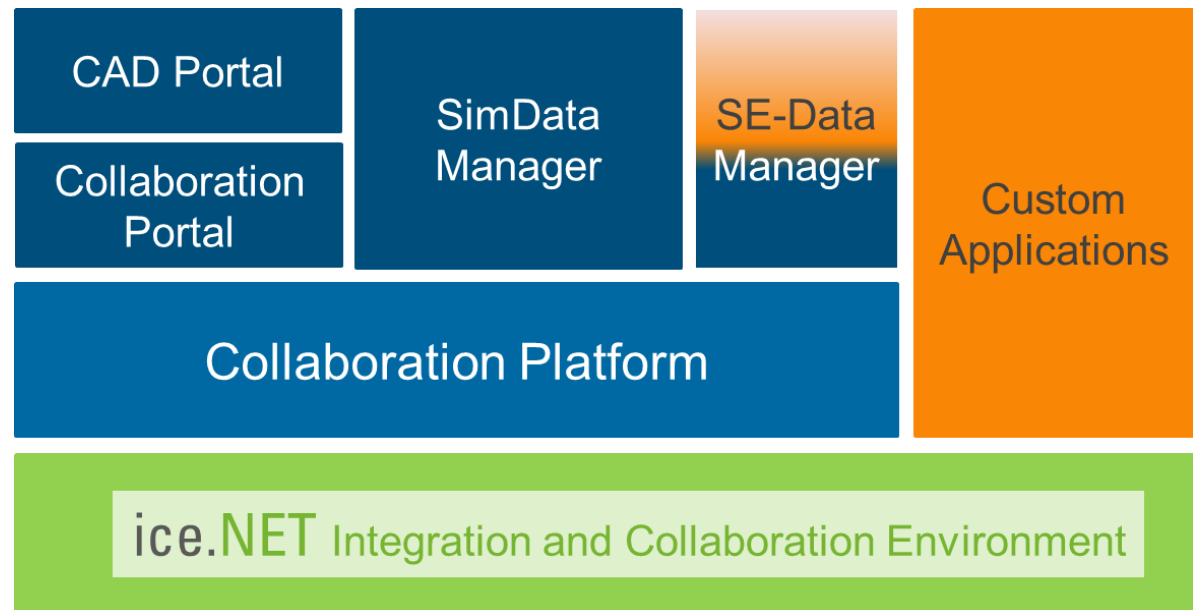 CAD Portal
Collaboration
Portal
SimData
Manager
SE-Data
Manager
Custom
Applications
Collaboration Platform
ice.NET Integration and Collaboration Environment